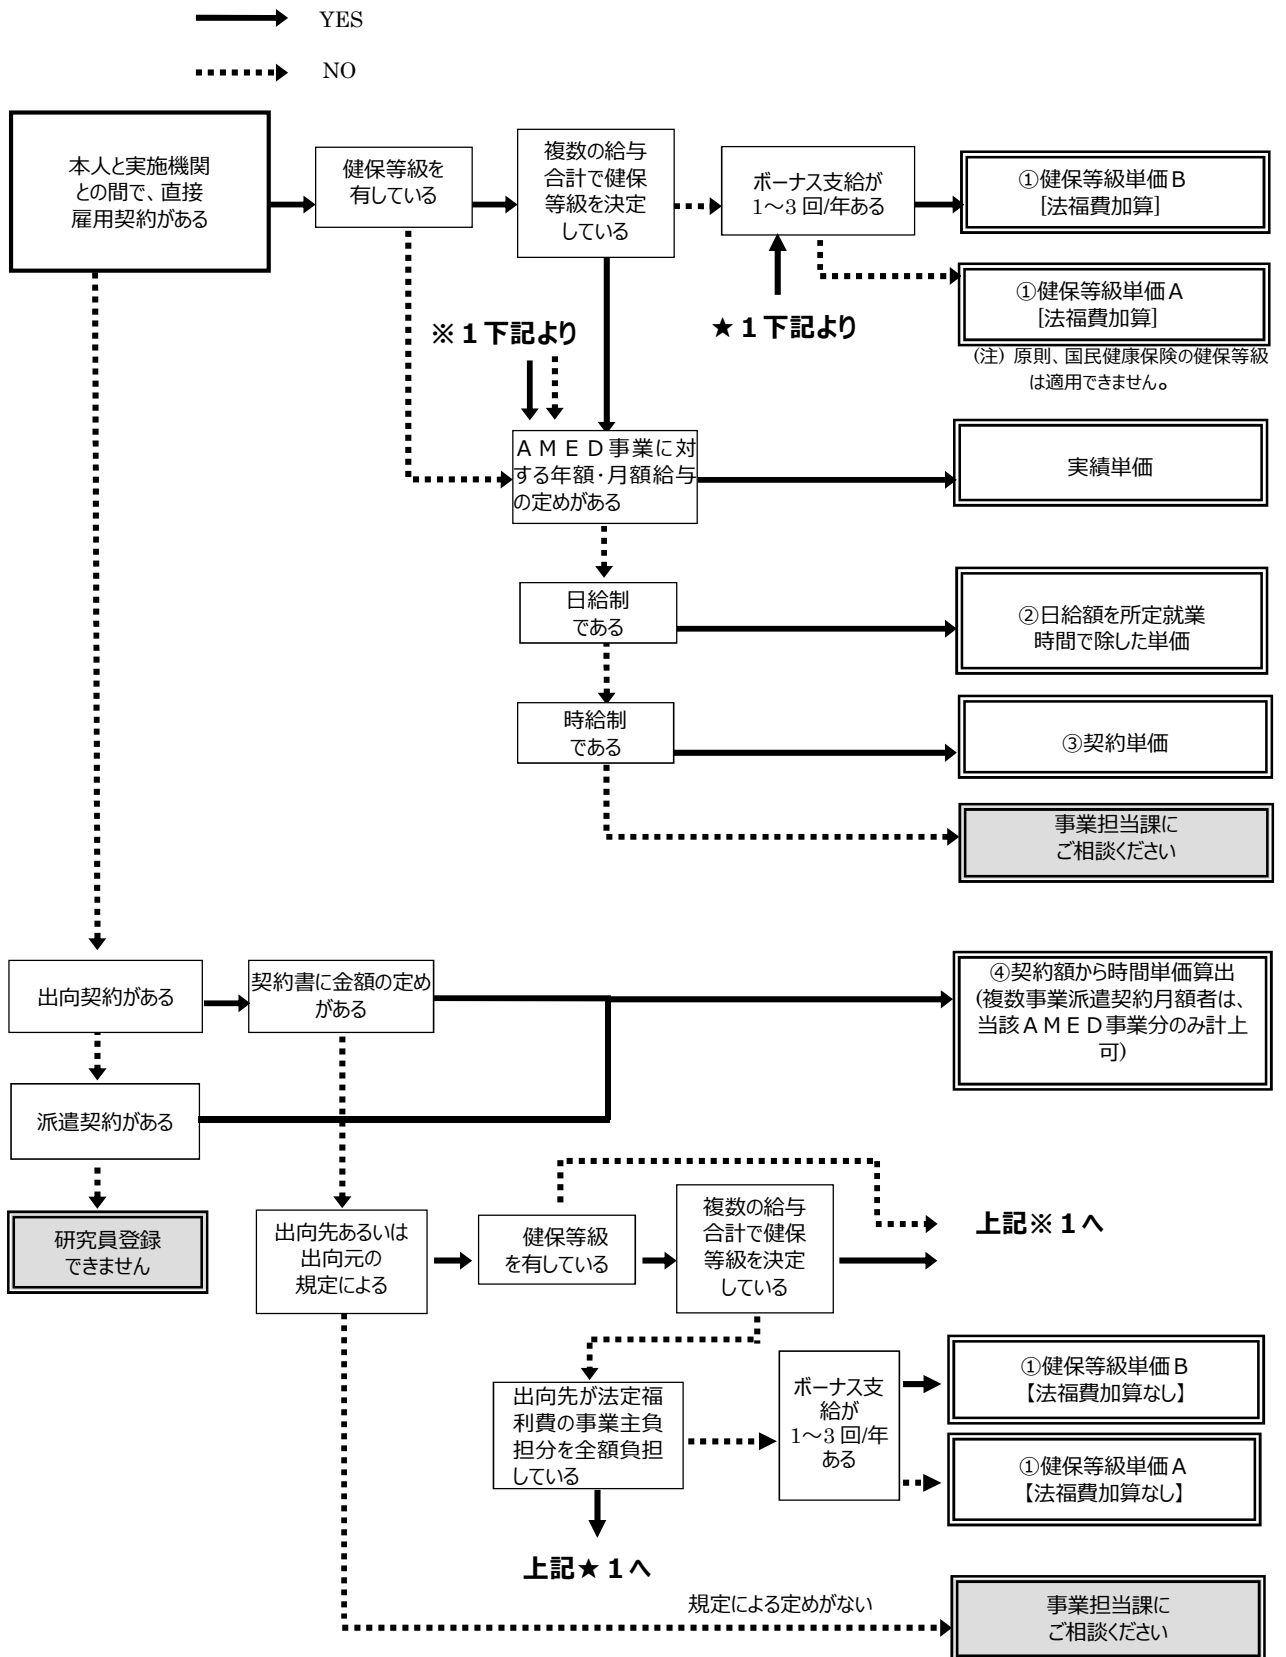 YES
NO
本人と実施機関
との間で、直接
雇用契約がある
健保等級を
有している
複数の給与
合計で健保
等級を決定
している
ボーナス支給が
1～3 回/年ある
①健保等級単価Ｂ
[法福費加算]
①健保等級単価Ａ
[法福費加算]
(注) 原則、国民健康保険の健保等級
は適用できません。
※１下記より
★１下記より
ＡＭＥＤ事業に対
する年額・月額給与
の定めがある
実績単価
日給制
である
②日給額を所定就業
時間で除した単価
時給制
である
③契約単価
事業担当課に
ご相談ください
出向契約がある
契約書に金額の定め
がある
④契約額から時間単価算出
(複数事業派遣契約月額者は、
当該ＡＭＥＤ事業分のみ計上
可)
派遣契約がある
研究員登録
できません
出向先あるいは
出向元の
規定による
健保等級
を有している
複数の給与
合計で健保
等級を決定
している
上記※１へ
出向先が法定福
利費の事業主負
担分を全額負担
している
ボーナス支
給が
1～3 回/年
ある
①健保等級単価Ｂ
【法福費加算なし】
①健保等級単価Ａ
【法福費加算なし】
上記★１へ
規定による定めがない
事業担当課に
ご相談ください